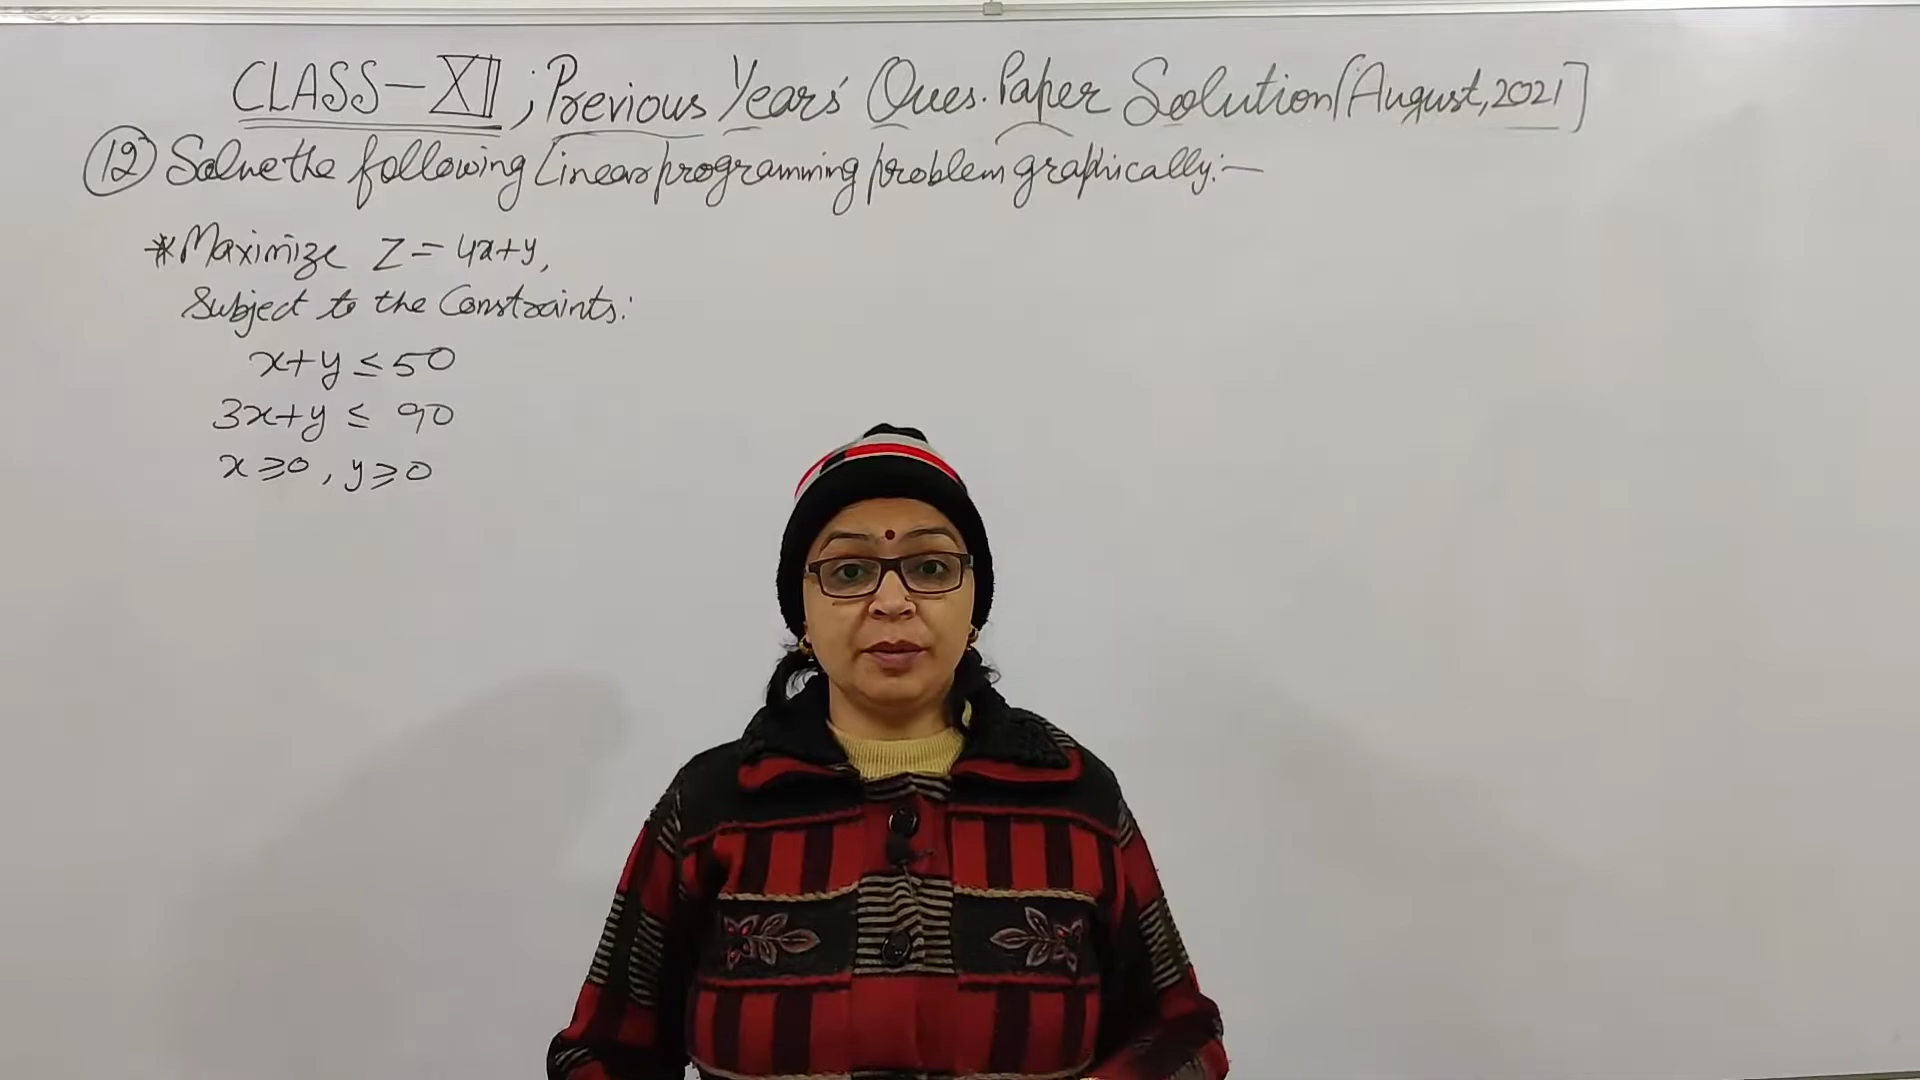 CLASS-XII; Previous Years' Ques. Paper Solution [August, 2021]
(12) Solve the following Linear programming problem graphically:-
*Maximize Z = 4x+y,
Subject to the Constraints:
x+y ≤ 50
3x+y ≤ 90
x ≥ 0, y ≥ 0